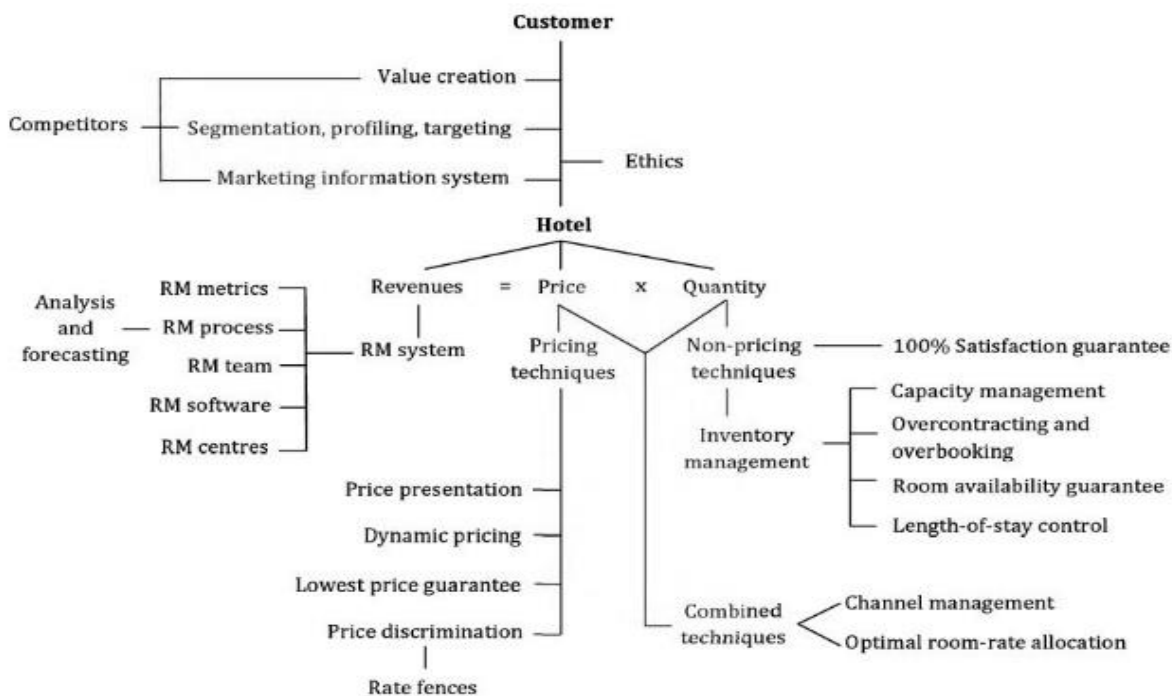 Customer
Value creation
Competitors
Segmentation, profiling, targeting
Ethics
Marketing information system
Hotel
Revenues = Price x Quantity
Analysis
and
forecasting
RM metrics
RM process
RM team
RM software
RM centres
RM system
Pricing
techniques
Non-pricing
techniques
100% Satisfaction guarantee
Inventory
management
Capacity management
Overcontracting and
overbooking
Room availability guarantee
Length-of-stay control
Price presentation
Dynamic pricing
Lowest price guarantee
Price discrimination
Rate fences
Combined
techniques
Channel management
Optimal room-rate allocation